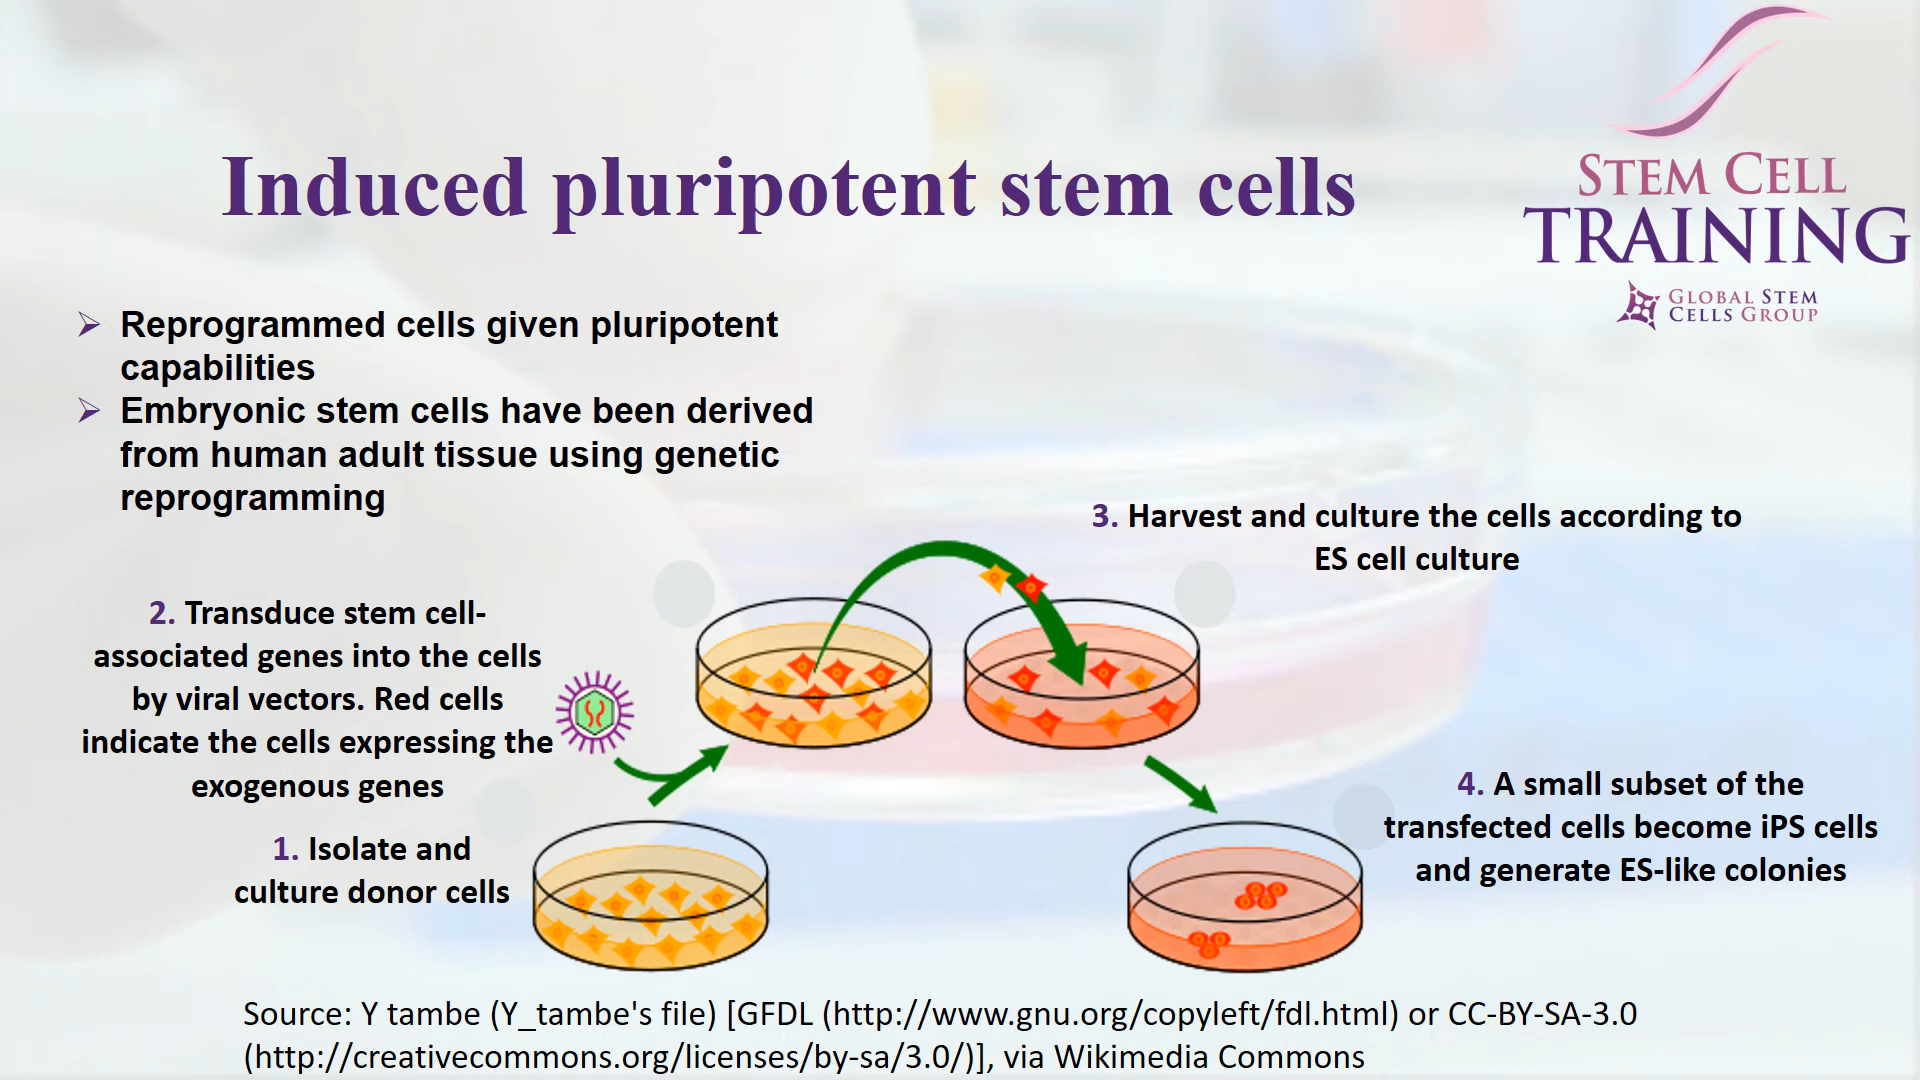 STEM CELL
TRAINING
GLOBAL STEM
CELLS GROUP
Induced pluripotent stem cells
Reprogrammed cells given pluripotent
capabilities
Embryonic stem cells have been derived
from human adult tissue using genetic
reprogramming
3. Harvest and culture the cells according to
ES cell culture
2. Transduce stem cell-
associated genes into the cells
by viral vectors. Red cells
indicate the cells expressing the
exogenous genes
1. Isolate and
culture donor cells
4. A small subset of the
transfected cells become iPS cells
and generate ES-like colonies
Source: Y tambe (Y_tambe's file) [GFDL (http://www.gnu.org/copyleft/fdl.html) or CC-BY-SA-3.0
(http://creativecommons.org/licenses/by-sa/3.0/)], via Wikimedia Commons